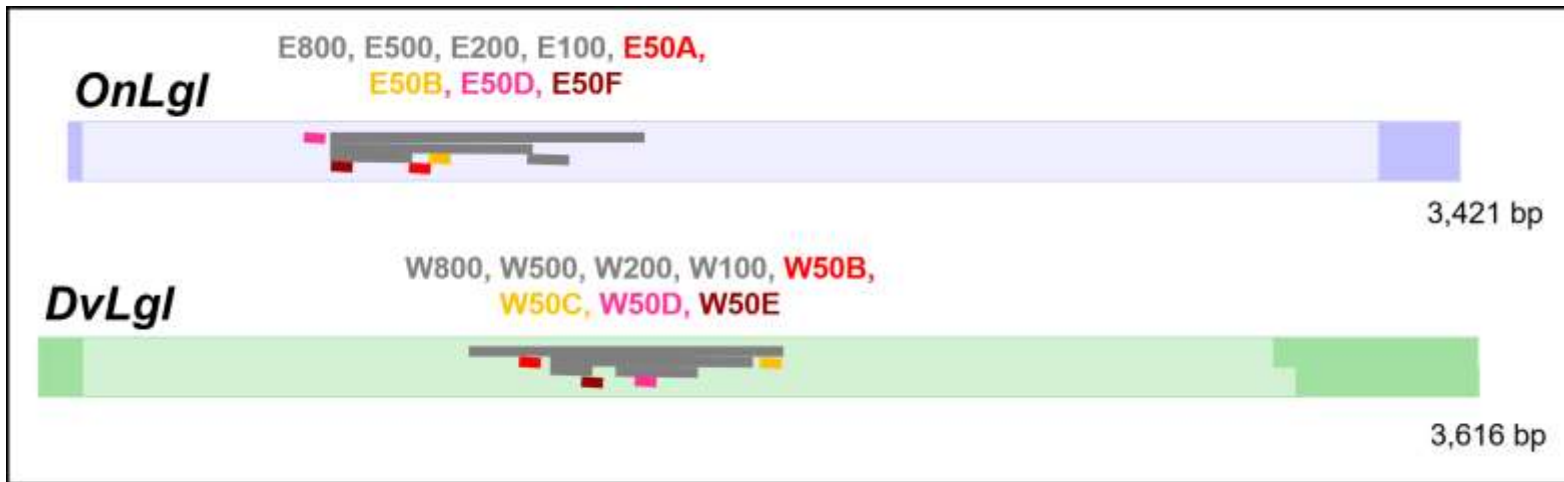 E800, E500, E200, E100, E50A,
E50B, E50D, E50F
OnLgl
3,421 bp
W800, W500, W200, W100, W50B,
W50C, W50D, W50E
DvLgl
3,616 bp